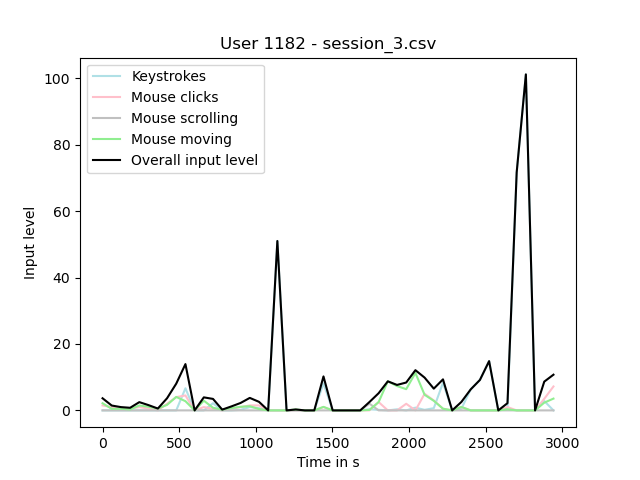 User 1182 - session_3.csv
Keystrokes
Mouse clicks
Mouse scrolling
Mouse moving
Overall input level
100
80
60
40
20
0
Input level
0 500 1000 1500 2000 2500 3000
Time in s